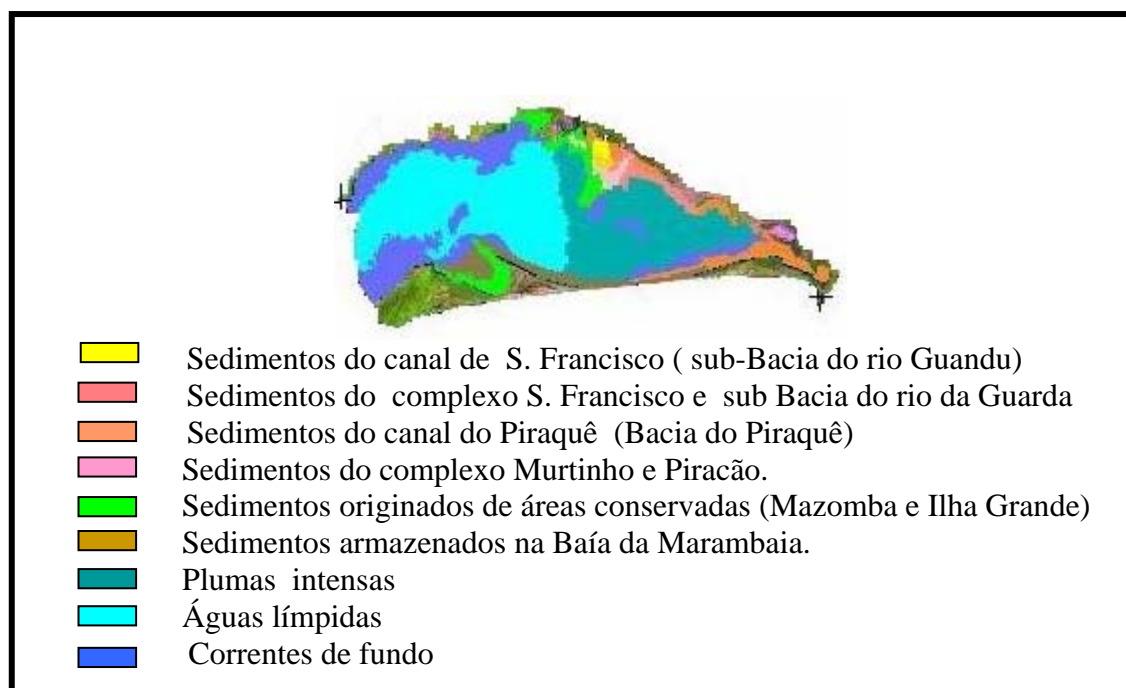 Sedimentos do canal de S. Francisco ( sub-Bacia do rio Guandu)
Sedimentos do complexo S. Francisco e sub Bacia do rio da Guarda
Sedimentos do canal do Piraquê (Bacia do Piraquê)
Sedimentos do complexo Murtinho e Piracão.
Sedimentos originados de áreas conservadas (Mazomba e Ilha Grande)
Sedimentos armazenados na Baía da Marambaia.
Plumas intensas
Águas límpidas
Correntes de fundo